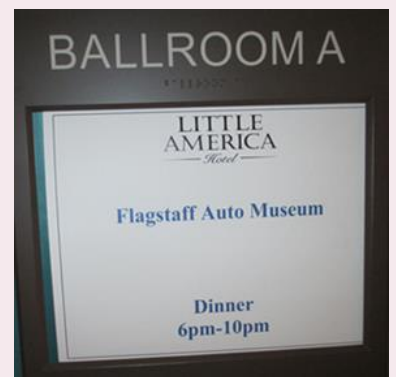 BALLROOM A
LITTLE
AMERICA
Hotel
Flagstaff Auto Museum
Dinner
6pm-10pm